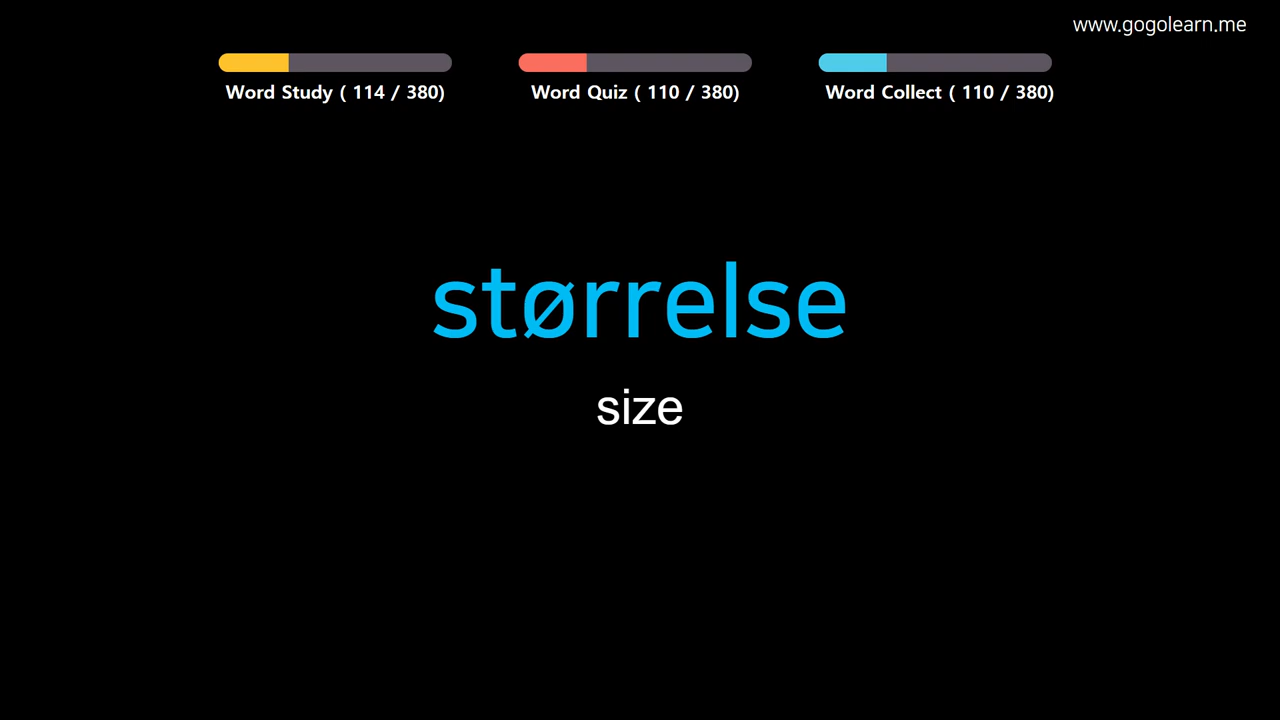 www.gogolearn.me
Word Study ( 114 / 380)
Word Quiz ( 110 / 380)
Word Collect ( 110 / 380)
størrelse
size